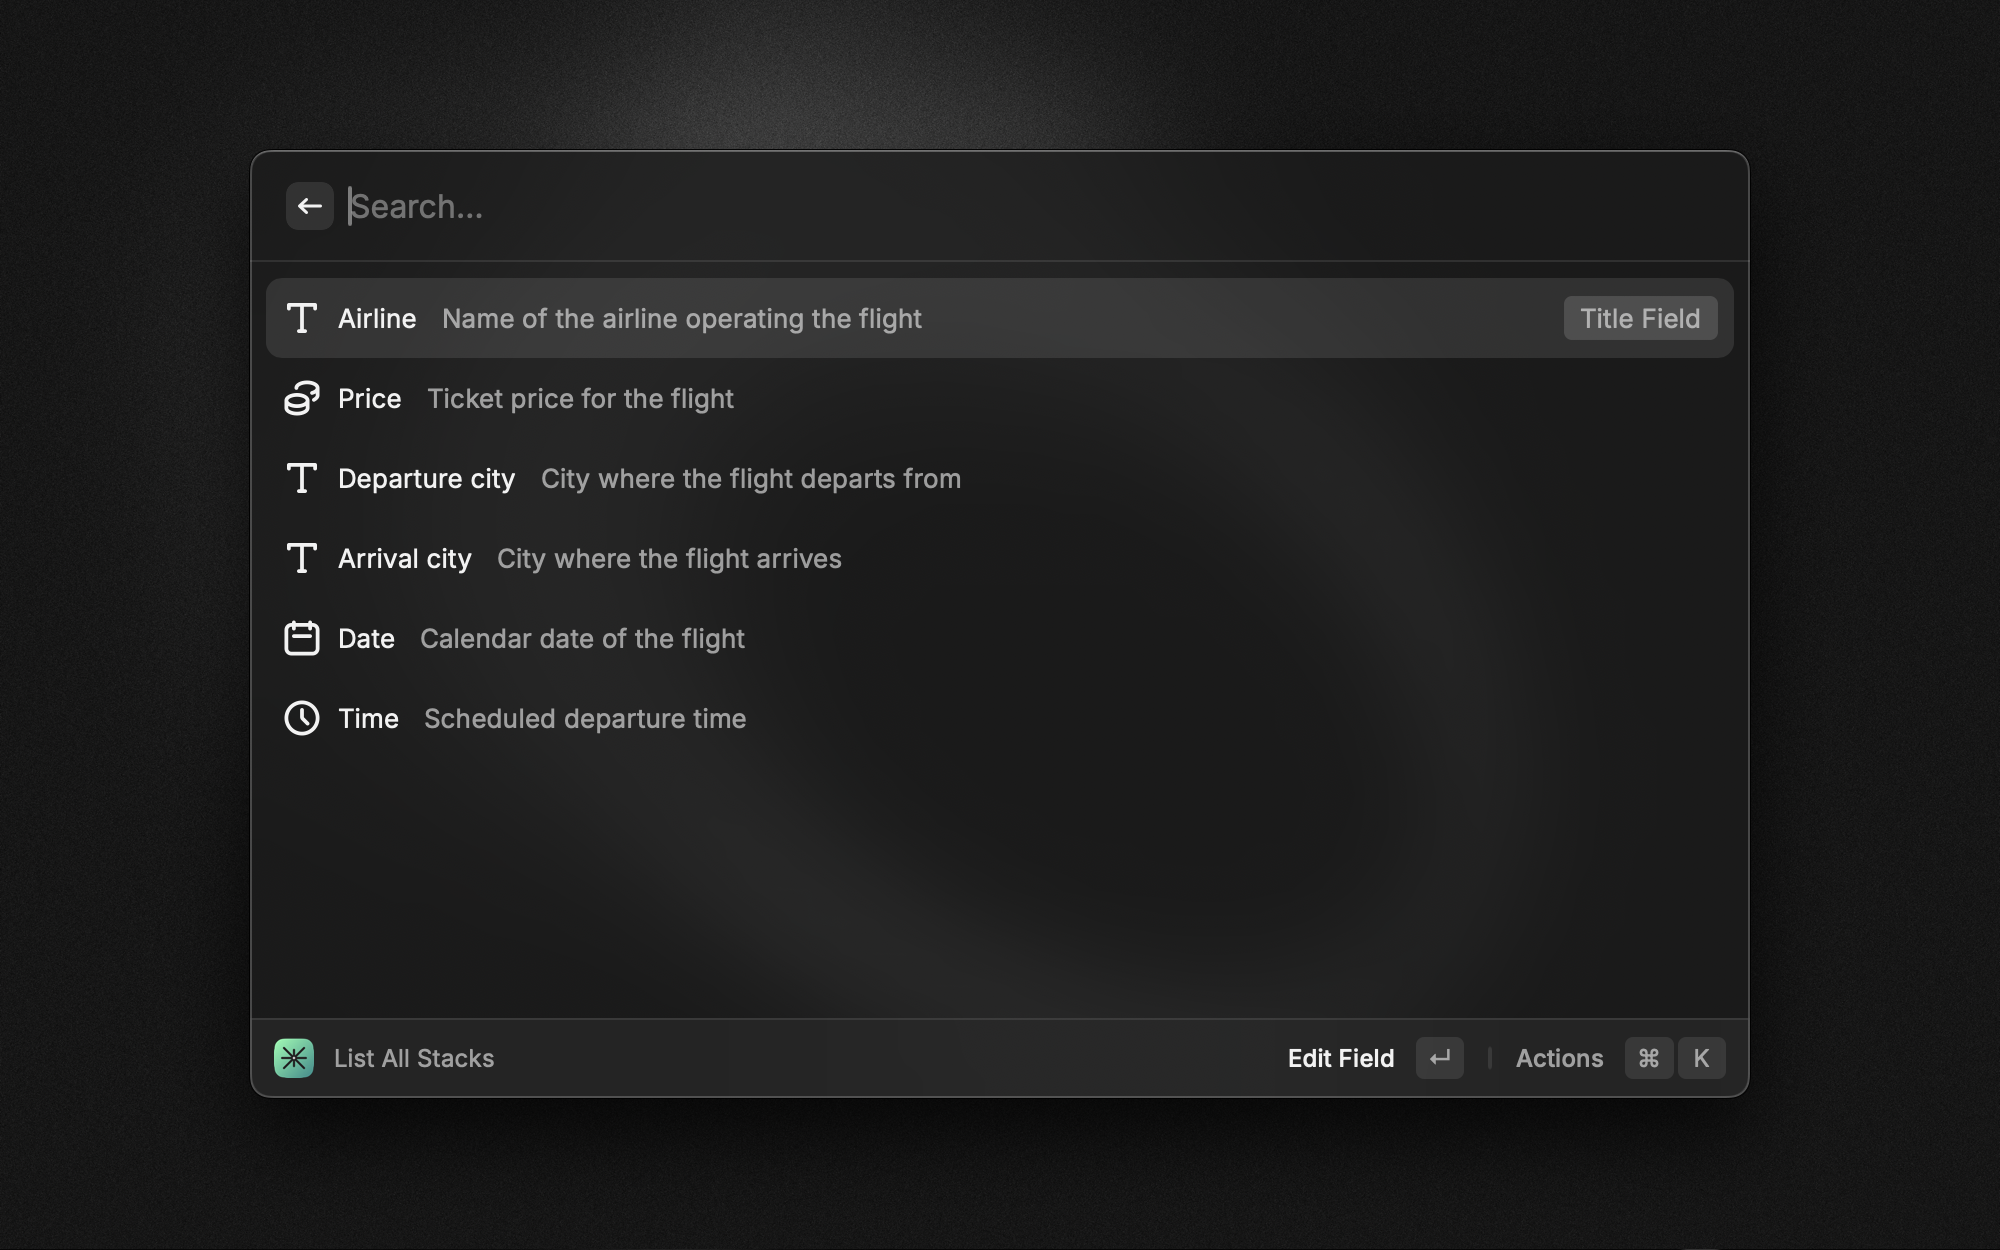 Search...
Airline Name of the airline operating the flight Title Field
Price Ticket price for the flight
Departure city City where the flight departs from
Arrival city City where the flight arrives
Date Calendar date of the flight
Time Scheduled departure time
List All Stacks Edit Field ↵ Actions ⌘ K